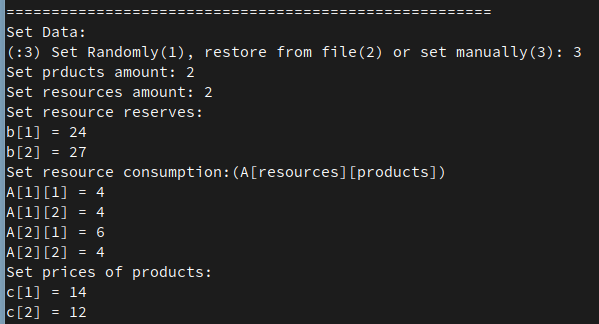 ======================================================
Set Data:
(:3) Set Randomly(1), restore from file(2) or set manually(3): 3
Set prducts amount: 2
Set resources amount: 2
Set resource reserves:
b[1] = 24
b[2] = 27
Set resource consumption:(A[resources][products])
A[1][1] = 4
A[1][2] = 4
A[2][1] = 6
A[2][2] = 4
Set prices of products:
c[1] = 14
c[2] = 12